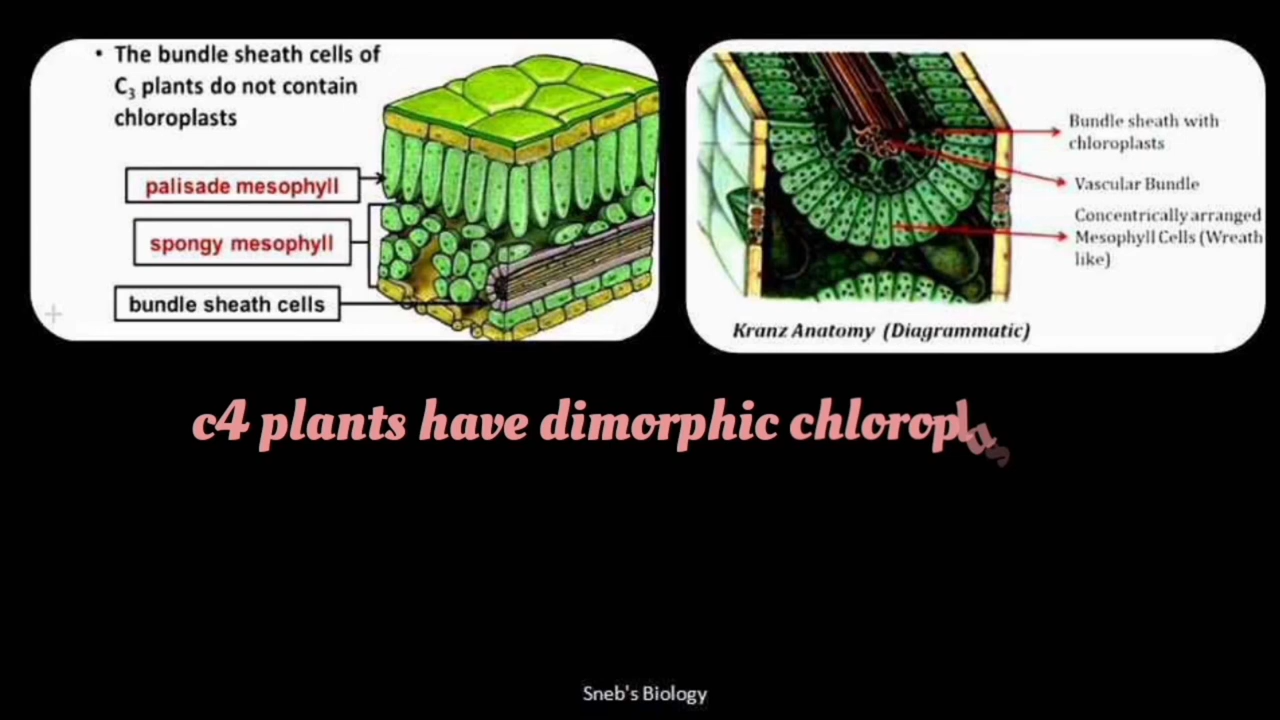 • The bundle sheath cells of
C₃ plants do not contain
chloroplasts
palisade mesophyll
spongy mesophyll
bundle sheath cells
Bundle sheath with
chloroplasts
Vascular Bundle
Concentrically arranged
Mesophyll Cells (Wreath
like)
Kranz Anatomy (Diagrammatic)
c4 plants have dimorphic chloroplas
Sneb's Biology